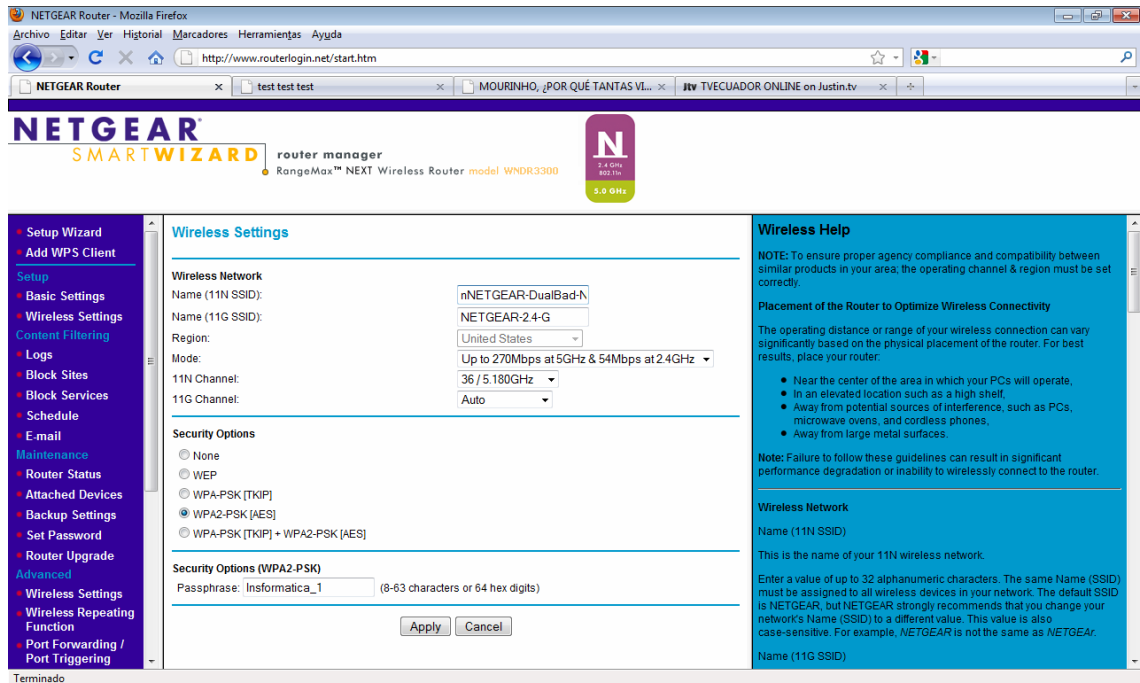 NETGEAR Router - Mozilla Firefox
Archivo Editar Ver Historial Marcadores Herramientas Ayuda
http://www.routerlogin.net/start.htm
NETGEAR Router
test test test
MOURINHO, ¿POR QUÉ TANTAS VI...
jtv TVECUADOR ONLINE on Justin.tv
NETGEAR
SMARTWIZARD
router manager
RangeMax™ NEXT Wireless Router model WNDR3300
N
2.4 GHz
802.11n
5.0 GHz
Setup Wizard
Add WPS Client
Setup
Basic Settings
Wireless Settings
Content Filtering
Logs
Block Sites
Block Services
Schedule
E-mail
Maintenance
Router Status
Attached Devices
Backup Settings
Set Password
Router Upgrade
Advanced
Wireless Settings
Wireless Repeating
Function
Port Forwarding /
Port Triggering
Wireless Settings
Wireless Network
Name (11N SSID): nNETGEAR-DualBad-N
Name (11G SSID): NETGEAR-2.4-G
Region: United States
Mode: Up to 270Mbps at 5GHz & 54Mbps at 2.4GHz
11N Channel: 36 / 5.180GHz
11G Channel: Auto
Security Options
None
WEP
WPA-PSK [TKIP]
WPA2-PSK [AES]
WPA-PSK [TKIP] + WPA2-PSK [AES]
Security Options (WPA2-PSK)
Passphrase: Insformatica_1 (8-63 characters or 64 hex digits)
Apply Cancel
Wireless Help
NOTE: To ensure proper agency compliance and compatibility between
similar products in your area; the operating channel & region must be set
correctly.
Placement of the Router to Optimize Wireless Connectivity
The operating distance or range of your wireless connection can vary
significantly based on the physical placement of the router. For best
results, place your router:
Near the center of the area in which your PCs will operate,
In an elevated location such as a high shelf,
Away from potential sources of interference, such as PCs,
microwave ovens, and cordless phones,
Away from large metal surfaces.
Note: Failure to follow these guidelines can result in significant
performance degradation or inability to wirelessly connect to the router.
Wireless Network
Name (11N SSID)
This is the name of your 11N wireless network.
Enter a value of up to 32 alphanumeric characters. The same Name (SSID)
must be assigned to all wireless devices in your network. The default SSID
is NETGEAR, but NETGEAR strongly recommends that you change your
network's Name (SSID) to a different value. This value is also
case-sensitive. For example, NETGEAR is not the same as NETGEAr.
Name (11G SSID)
Terminado